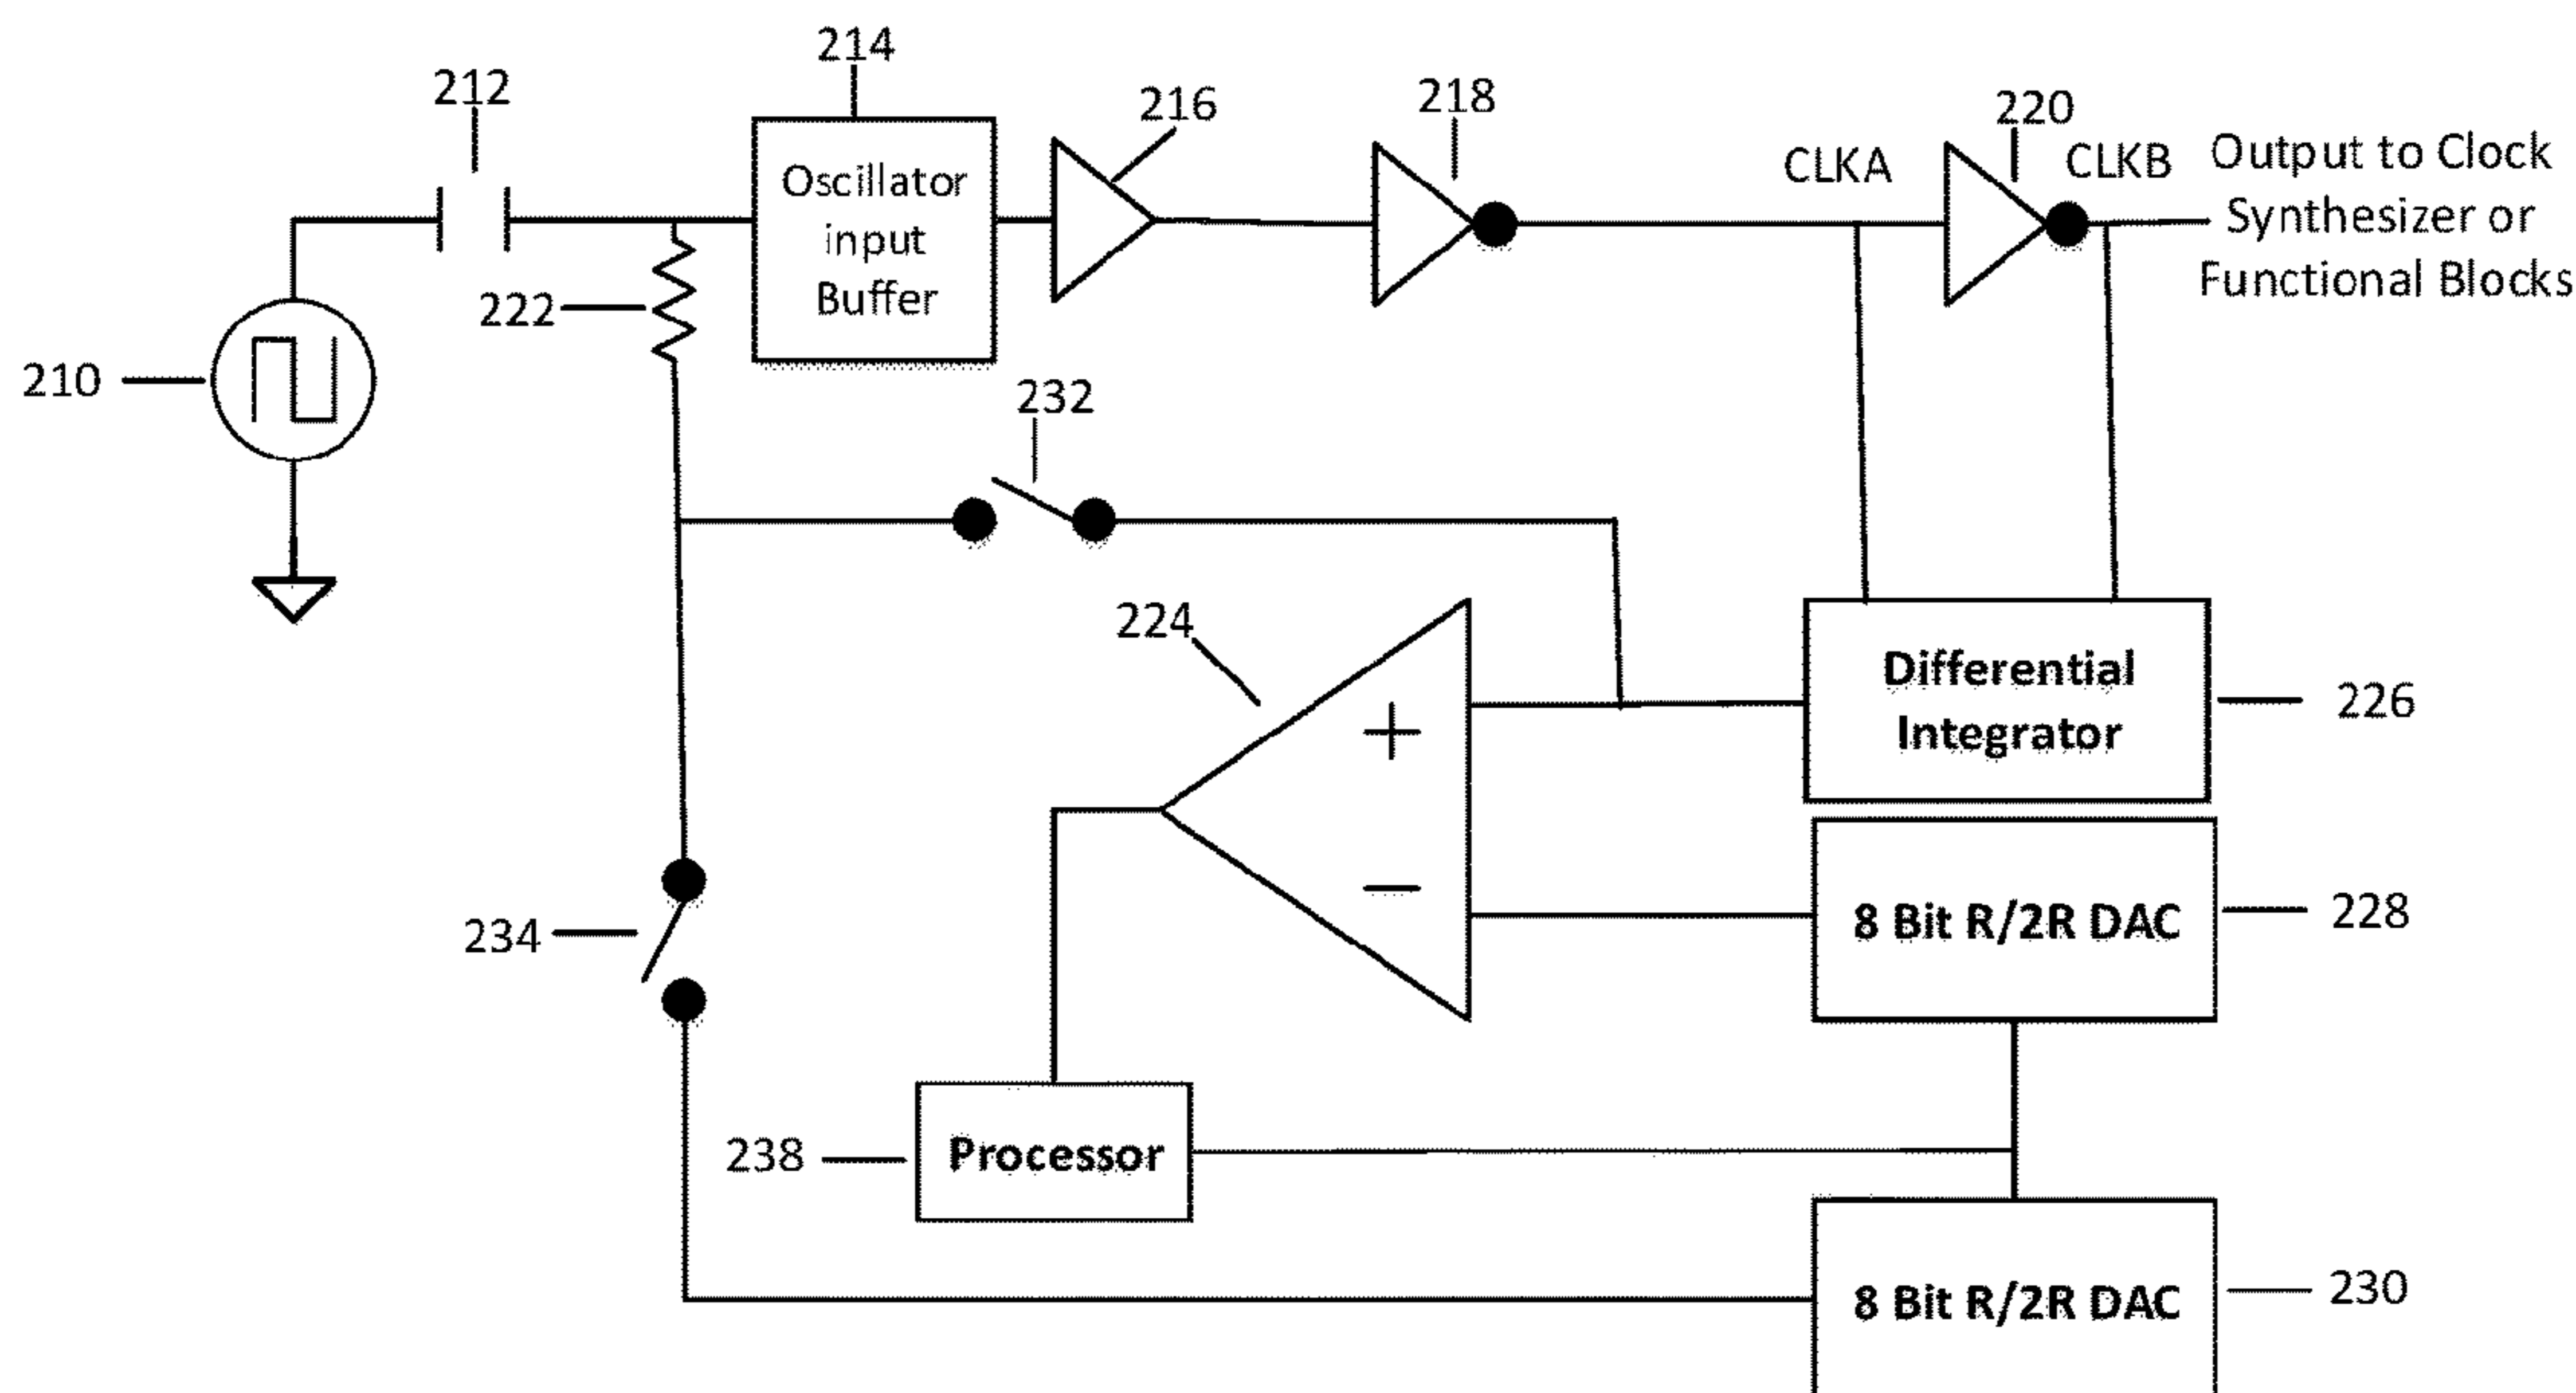 214
212
216
218
220
CLKA
CLKB
Output to Clock
Synthesizer or
Functional Blocks
Oscillator
input
Buffer
222
210
232
224
+
−
Differential
Integrator
226
8 Bit R/2R DAC
228
234
Processor
238
8 Bit R/2R DAC
230